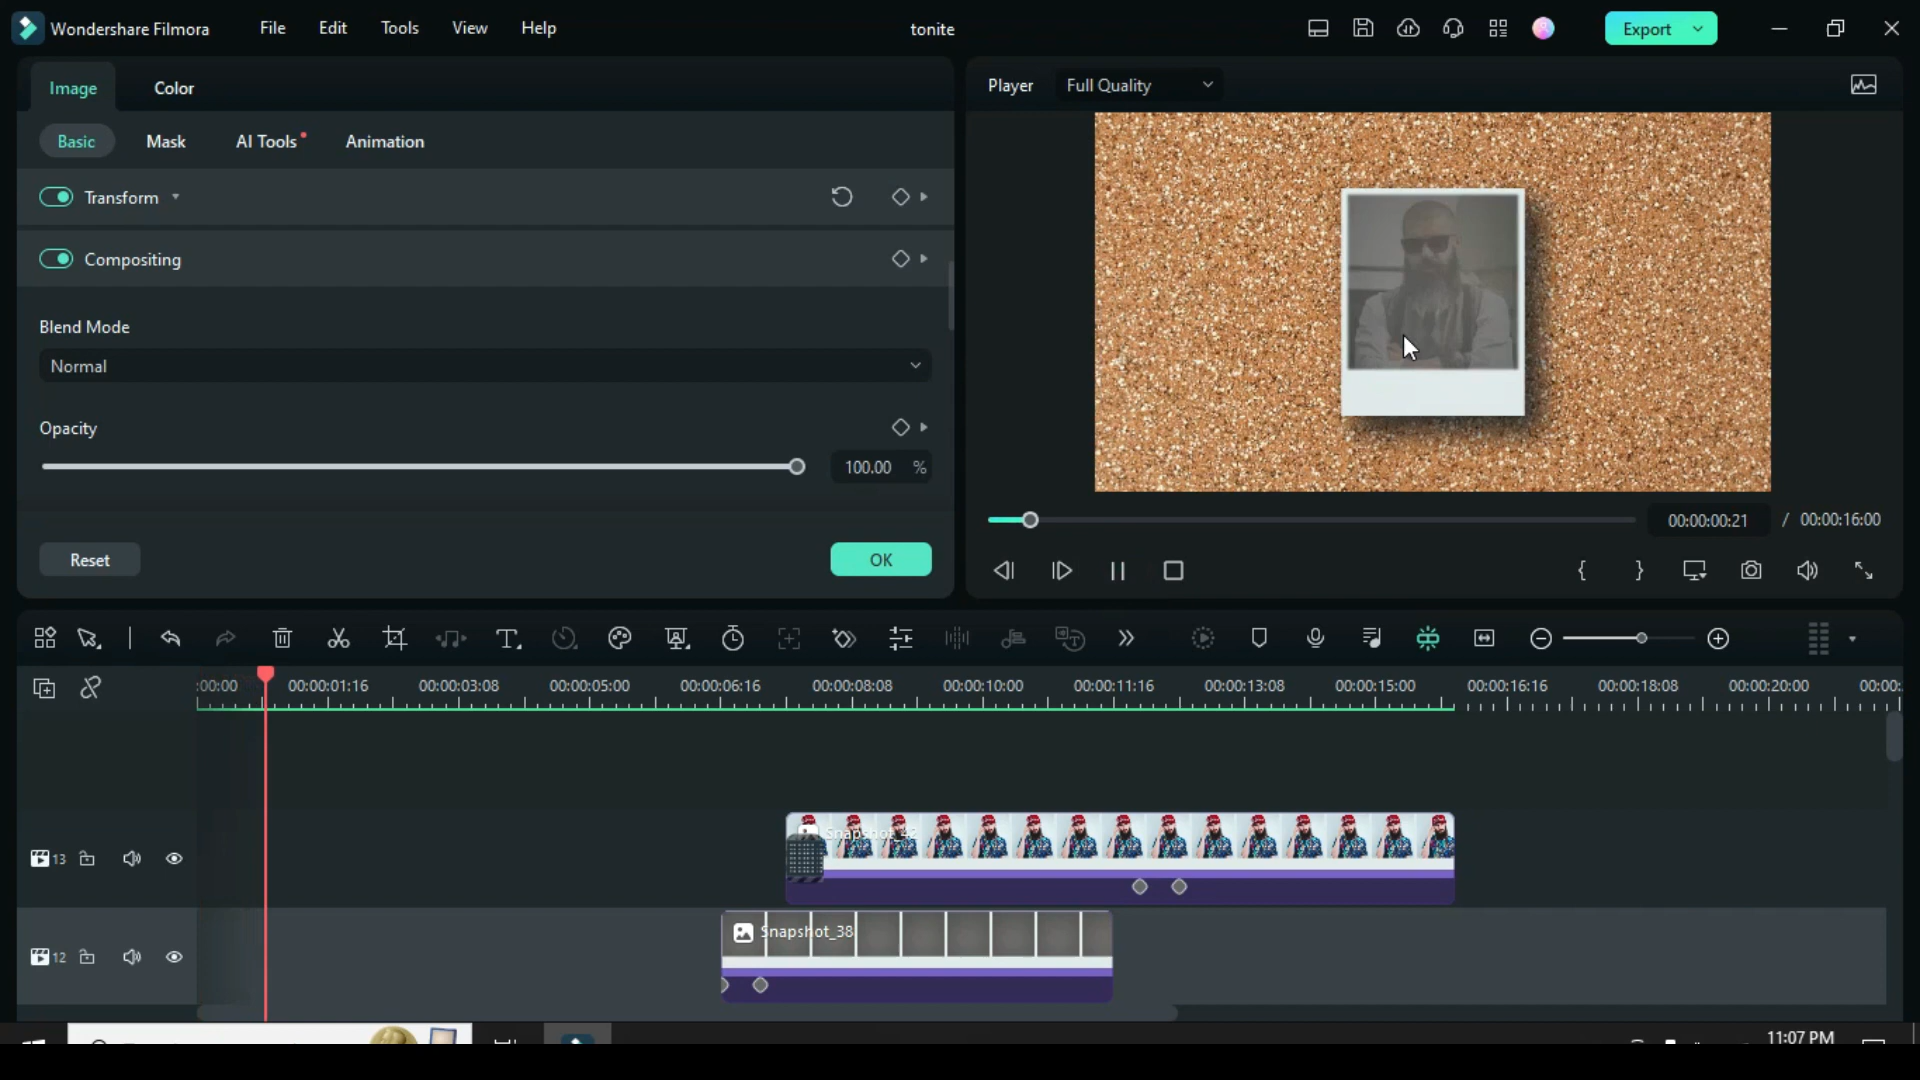 Wondershare Filmora File Edit Tools View Help tonite Export
Image Color Player Full Quality
Basic Mask AI Tools Animation
Transform
Compositing
Blend Mode
Normal
Opacity
100.00 %
00:00:00:21 / 00:00:16:00
Reset OK
:00:00 00:00:01:16 00:00:03:08 00:00:05:00 00:00:06:16 00:00:08:08 00:00:10:00 00:00:11:16 00:00:13:08 00:00:15:00 00:00:16:16 00:00:18:08 00:00:20:00 00:00:
Snapshot_42
13
Snapshot_38
12
11:07 PM